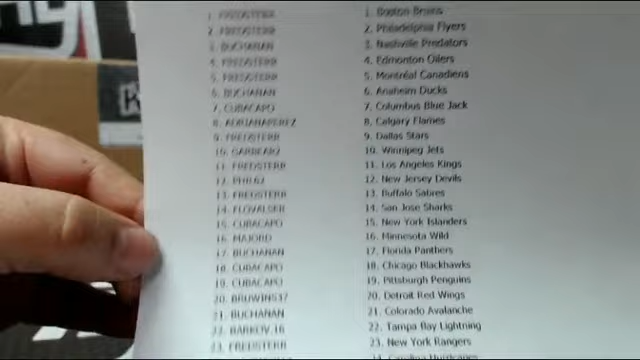 1. FREDSTERR 1. Boston Bruins
2. FREDSTERR 2. Philadelphia Flyers
3. BUCHANAN 3. Nashville Predators
4. FREDSTERR 4. Edmonton Oilers
5. FREDSTERR 5. Montréal Canadiens
6. BUCHANAN 6. Anaheim Ducks
7. CUBACAPO 7. Columbus Blue Jack
8. ADRIANAPEREZ 8. Calgary Flames
9. FREDSTERR 9. Dallas Stars
10. GARBEAR2 10. Winnipeg Jets
11. FREDSTERR 11. Los Angeles Kings
12. PHIL62 12. New Jersey Devils
13. FREDSTERR 13. Buffalo Sabres
14. FLOVALSKR 14. San Jose Sharks
15. CUBACAPO 15. New York Islanders
16. MAJORD 16. Minnesota Wild
17. BUCHANAN 17. Florida Panthers
18. CUBACAPO 18. Chicago Blackhawks
19. CUBACAPO 19. Pittsburgh Penguins
20. BRUWINS37 20. Detroit Red Wings
21. BUCHANAN 21. Colorado Avalanche
22. BARKOV.16 22. Tampa Bay Lightning
23. FREDSTERR 23. New York Rangers
24. Carolina Hurricanes